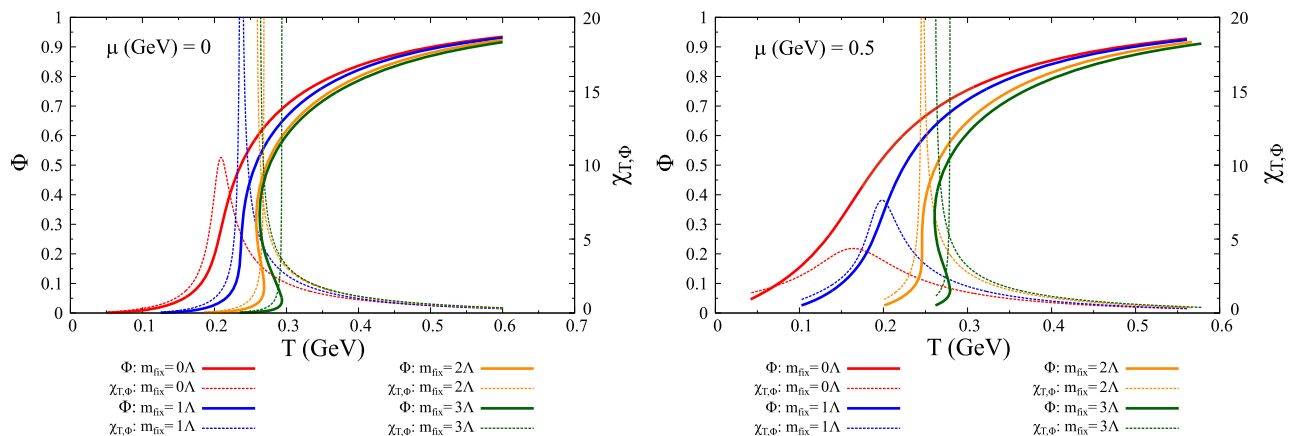 μ (GeV) = 0
Φ
0
0.1
0.2
0.3
0.4
0.5
0.6
0.7
0.8
0.9
1
0
0.1
0.2
0.3
0.4
0.5
0.6
0.7
T (GeV)
0
5
10
15
20
χT,Φ
Φ: mfix= 0Λ
χT,Φ: mfix= 0Λ
Φ: mfix= 1Λ
χT,Φ: mfix= 1Λ
Φ: mfix= 2Λ
χT,Φ: mfix= 2Λ
Φ: mfix= 3Λ
χT,Φ: mfix= 3Λ
μ (GeV) = 0.5
Φ
0
0.1
0.2
0.3
0.4
0.5
0.6
0.7
0.8
0.9
1
0
0.1
0.2
0.3
0.4
0.5
0.6
T (GeV)
0
5
10
15
20
χT,Φ
Φ: mfix= 0Λ
χT,Φ: mfix= 0Λ
Φ: mfix= 1Λ
χT,Φ: mfix= 1Λ
Φ: mfix= 2Λ
χT,Φ: mfix= 2Λ
Φ: mfix= 3Λ
χT,Φ: mfix= 3Λ